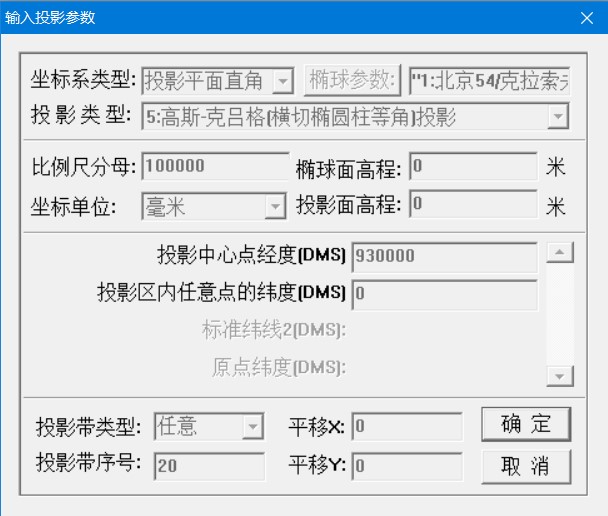 输入投影参数
坐标系类型: 投影平面直角 椭球参数: "1:北京54/克拉索
投 影 类 型: 5:高斯-克吕格(横切椭圆柱等角)投影
比例尺分母: 100000 椭球面高程: 0 米
坐标单位: 毫米 投影面高程: 0 米
投影中心点经度(DMS) 930000
投影区内任意点的纬度(DMS) 0
标准纬线2(DMS):
原点纬度(DMS):
投影带类型: 任意 平移X: 0 确 定
投影带序号: 20 平移Y: 0 取 消